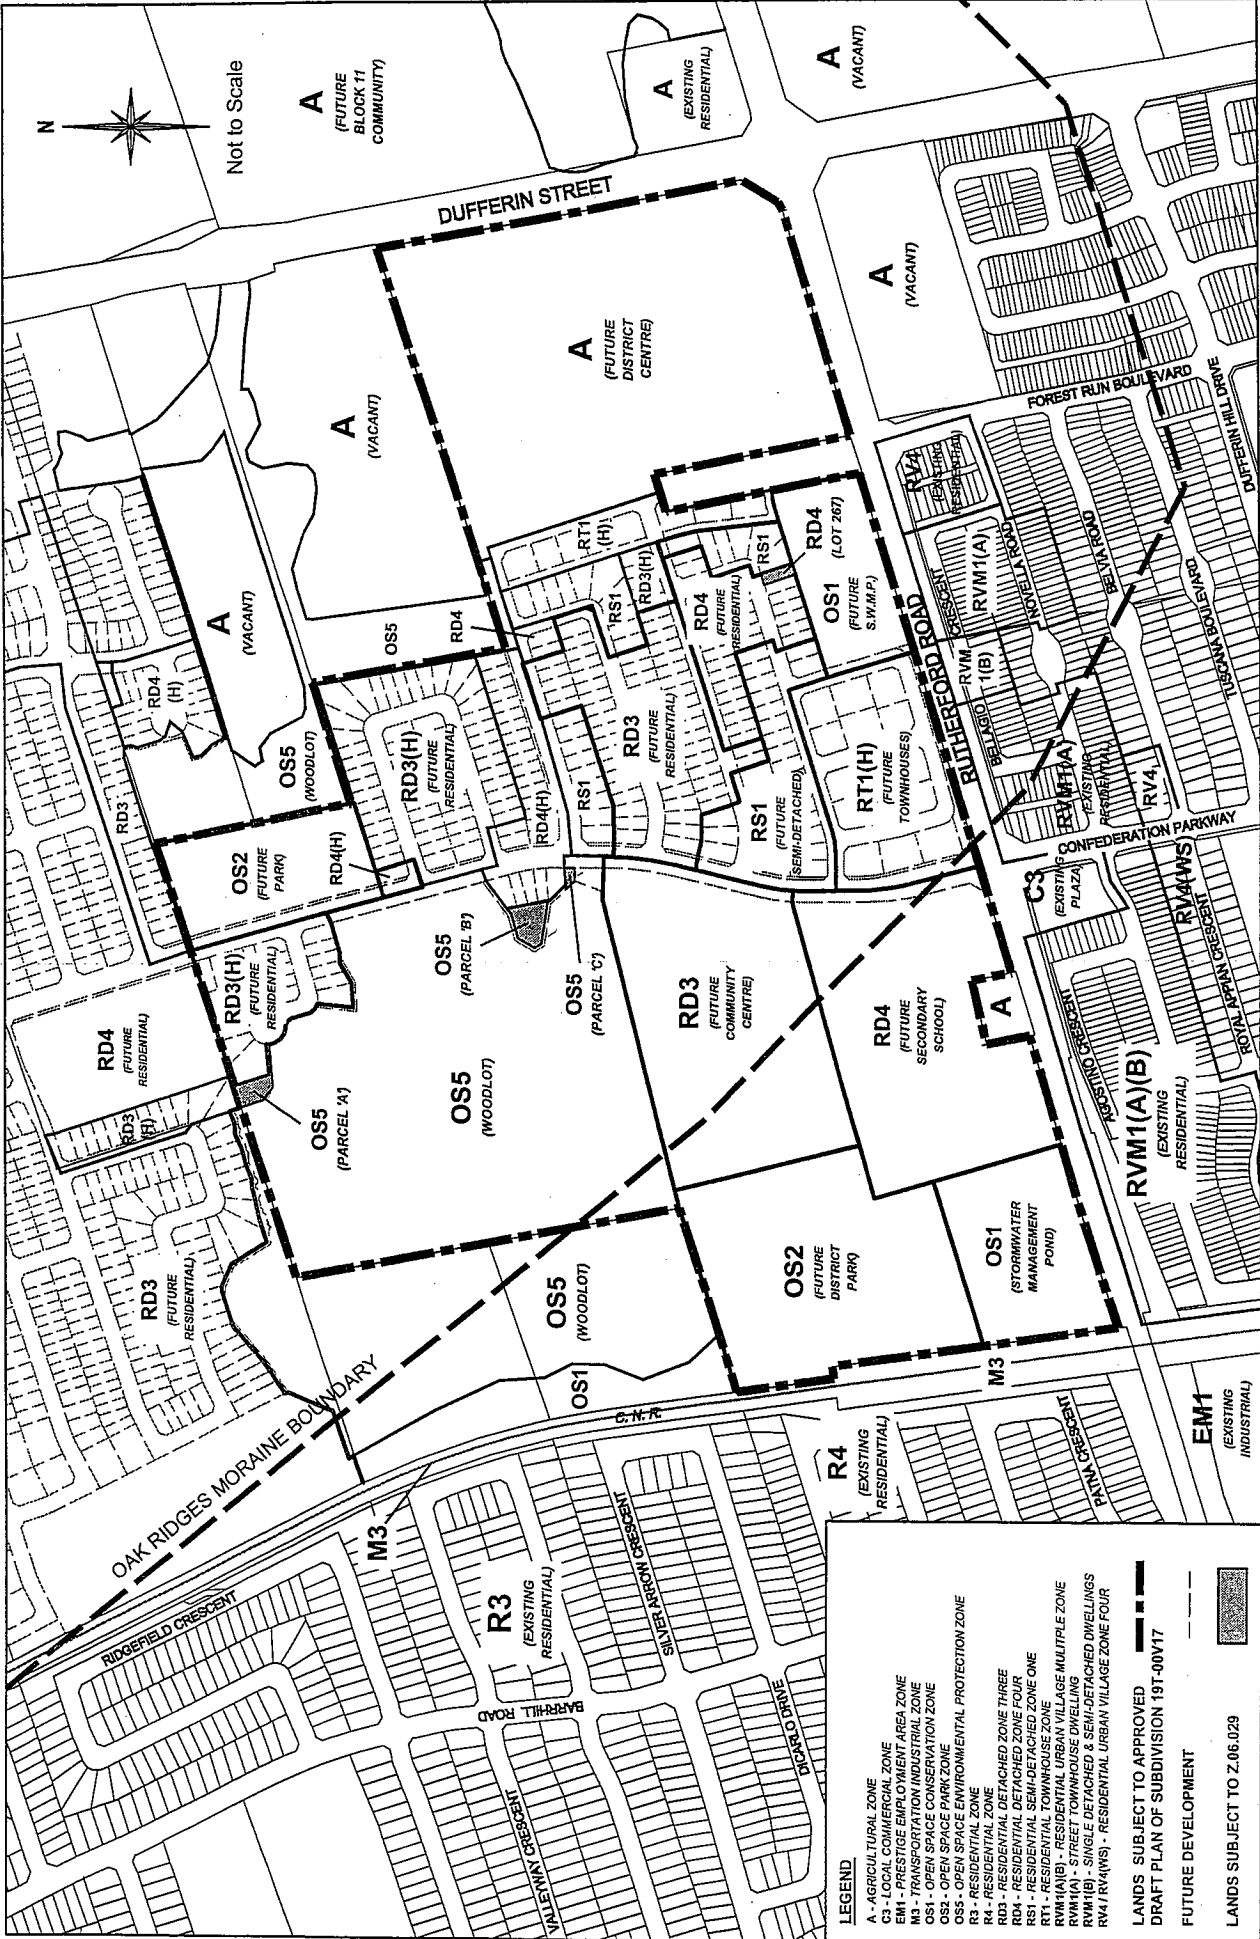 N
Not to Scale
A
(FUTURE
BLOCK 11
COMMUNITY)
A
(EXISTING
RESIDENTIAL)
A
(VACANT)
DUFFERIN STREET
A
(VACANT)
A
(FUTURE
DISTRICT
CENTRE)
A
(VACANT)
A
(VACANT)
RD4
(H)
RD3
OS5
(WOODLOT)
OS5
RD4
OS2
(FUTURE
PARK)
RD4(H)
RD3(H)
(FUTURE
RESIDENTIAL)
RD4(H)
RS1
RD3
(FUTURE
RESIDENTIAL)
RS1
RD3(H)
RT1
(H)
RD4
(FUTURE
RESIDENTIAL)
RS1
RD4
(LOT 267)
OS1
(FUTURE
S.W.M.P.)
RS1
(FUTURE
SEMI-DETACHED)
RT1(H)
(FUTURE
TOWNHOUSES)
RUTHERFORD ROAD
FOREST RUN BOULEVARD
DUFFERIN HILL DRIVE
RV4
(EXISTING
RESIDENTIAL)
RVM1(A)
NOVELLA ROAD
BELVIA ROAD
TUSCANA BOULEVARD
BELLAGIO CRESCENT
RVM
1(B)
RVM1(A)
(EXISTING
RESIDENTIAL)
RV4
CONFEDERATION PARKWAY
C3
(EXISTING
PLAZA)
RV4(WS)
ROYAL APPIAN CRESCENT
AGOSTINO CRESCENT
RVM1(A)(B)
(EXISTING
RESIDENTIAL)
RD4
(FUTURE
RESIDENTIAL)
RD3(H)
(FUTURE
RESIDENTIAL)
RD3
(H)
OS5
(PARCEL 'A')
OS5
(PARCEL 'B')
OS5
(PARCEL 'C')
OS5
(WOODLOT)
RD3
(FUTURE
COMMUNITY
CENTRE)
RD4
(FUTURE
SECONDARY
SCHOOL)
A
RD3
(FUTURE
RESIDENTIAL)
OS5
(WOODLOT)
OS1
OS2
(FUTURE
DISTRICT
PARK)
OS1
(STORMWATER
MANAGEMENT
POND)
OAK RIDGES MORAINE BOUNDARY
C.N.R.
M3
M3
R4
(EXISTING
RESIDENTIAL)
PATNA CRESCENT
EM1
(EXISTING
INDUSTRIAL)
RIDGEFIELD CRESCENT
R3
(EXISTING
RESIDENTIAL)
SILVER ARROW CRESCENT
BARRHILL ROAD
DICARLO DRIVE
VALLEYWAY CRESCENT
LEGEND
A - AGRICULTURAL ZONE
C3 - LOCAL COMMERCIAL ZONE
EM1 - PRESTIGE EMPLOYMENT AREA ZONE
M3 - TRANSPORTATION INDUSTRIAL ZONE
OS1 - OPEN SPACE CONSERVATION ZONE
OS2 - OPEN SPACE PARK ZONE
OS5 - OPEN SPACE ENVIRONMENTAL PROTECTION ZONE
R3 - RESIDENTIAL ZONE
R4 - RESIDENTIAL ZONE
RD3 - RESIDENTIAL DETACHED ZONE THREE
RD4 - RESIDENTIAL DETACHED ZONE FOUR
RS1 - RESIDENTIAL SEMI-DETACHED ZONE ONE
RT1 - RESIDENTIAL TOWNHOUSE ZONE
RVM1(A)(B) - RESIDENTIAL URBAN VILLAGE MULITPLE ZONE
RVM1(A) - STREET TOWNHOUSE DWELLING
RVM1(B) - SINGLE DETACHED & SEMI-DETACHED DWELLINGS
RV4 / RV4(WS) - RESIDENTIAL URBAN VILLAGE ZONE FOUR
LANDS SUBJECT TO APPROVED
DRAFT PLAN OF SUBDIVISION 19T-00V17
FUTURE DEVELOPMENT
LANDS SUBJECT TO Z.06.029